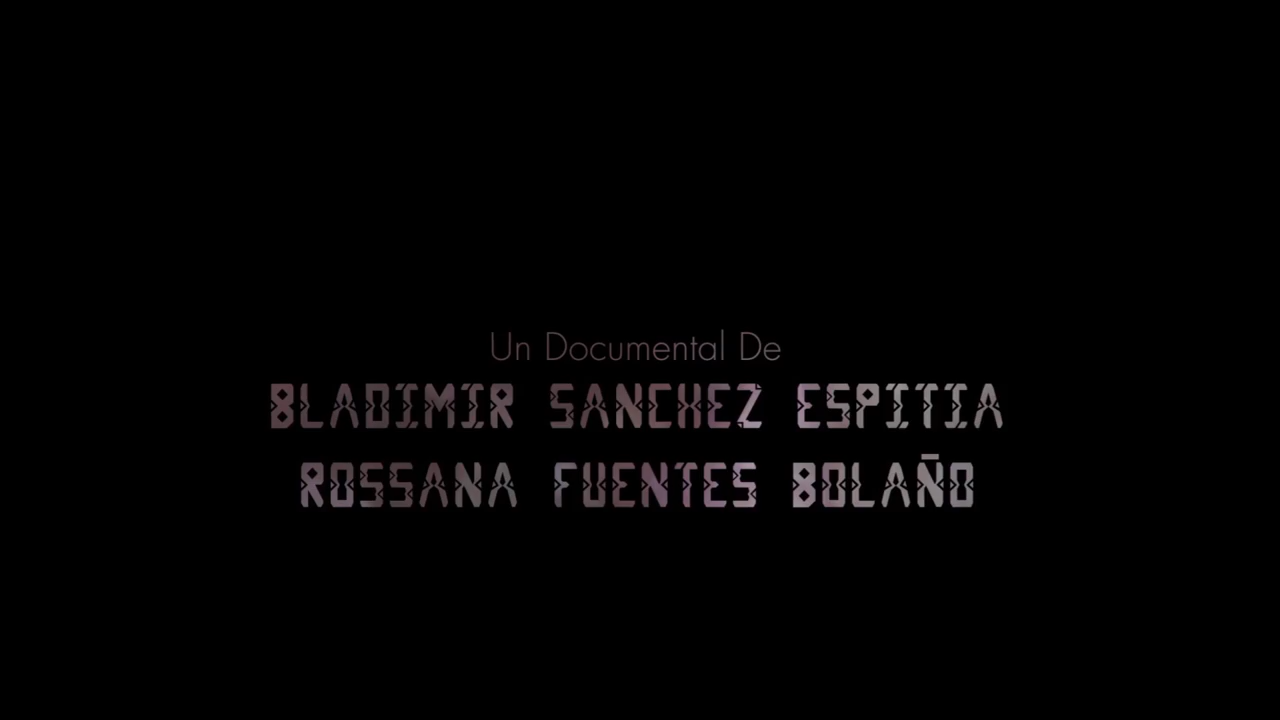 Un Documental De
BLADIMIR SANCHEZ ESPITIA
ROSSANA FUENTES BOLAÑO